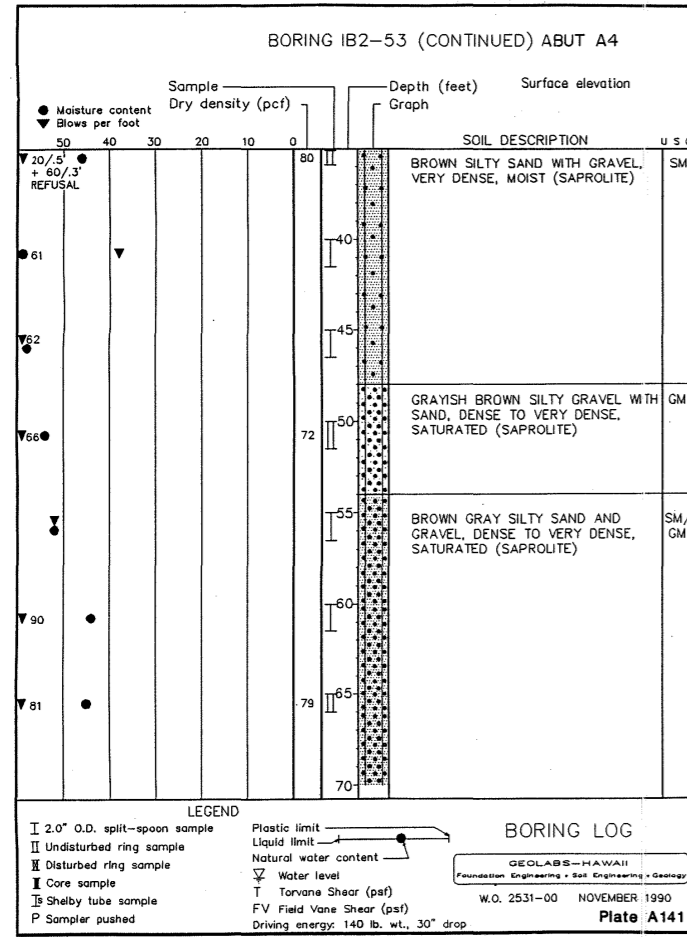 BORING IB2-53 (CONTINUED) ABUT A4
Sample
Depth (feet)
Surface elevation
Dry density (pcf)
Graph
● Moisture content
▼ Blows per foot
50 40 30 20 10 0
SOIL DESCRIPTION
20/.5'
+ 60/.3'
REFUSAL
80
BROWN SILTY SAND WITH GRAVEL, SM
VERY DENSE, MOIST (SAPROLITE)
61
40
62
45
GRAYISH BROWN SILTY GRAVEL WITH GM
SAND, DENSE TO VERY DENSE,
SATURATED (SAPROLITE)
66
72
50
55
BROWN GRAY SILTY SAND AND SM/
GRAVEL, DENSE TO VERY DENSE, GM
SATURATED (SAPROLITE)
90
60
81
79
65
70
LEGEND
2.0" O.D. split-spoon sample
Undisturbed ring sample
Disturbed ring sample
Core sample
Shelby tube sample
P Sampler pushed
Plastic limit
Liquid limit
Natural water content
Water level
T Torvane Shear (psf)
FV Field Vane Shear (psf)
Driving energy: 140 lb. wt., 30" drop
BORING LOG
GEOLABS-HAWAII
Foundation Engineering • Soil Engineering • Geology
W.O. 2531-00 NOVEMBER 1990
Plate A141